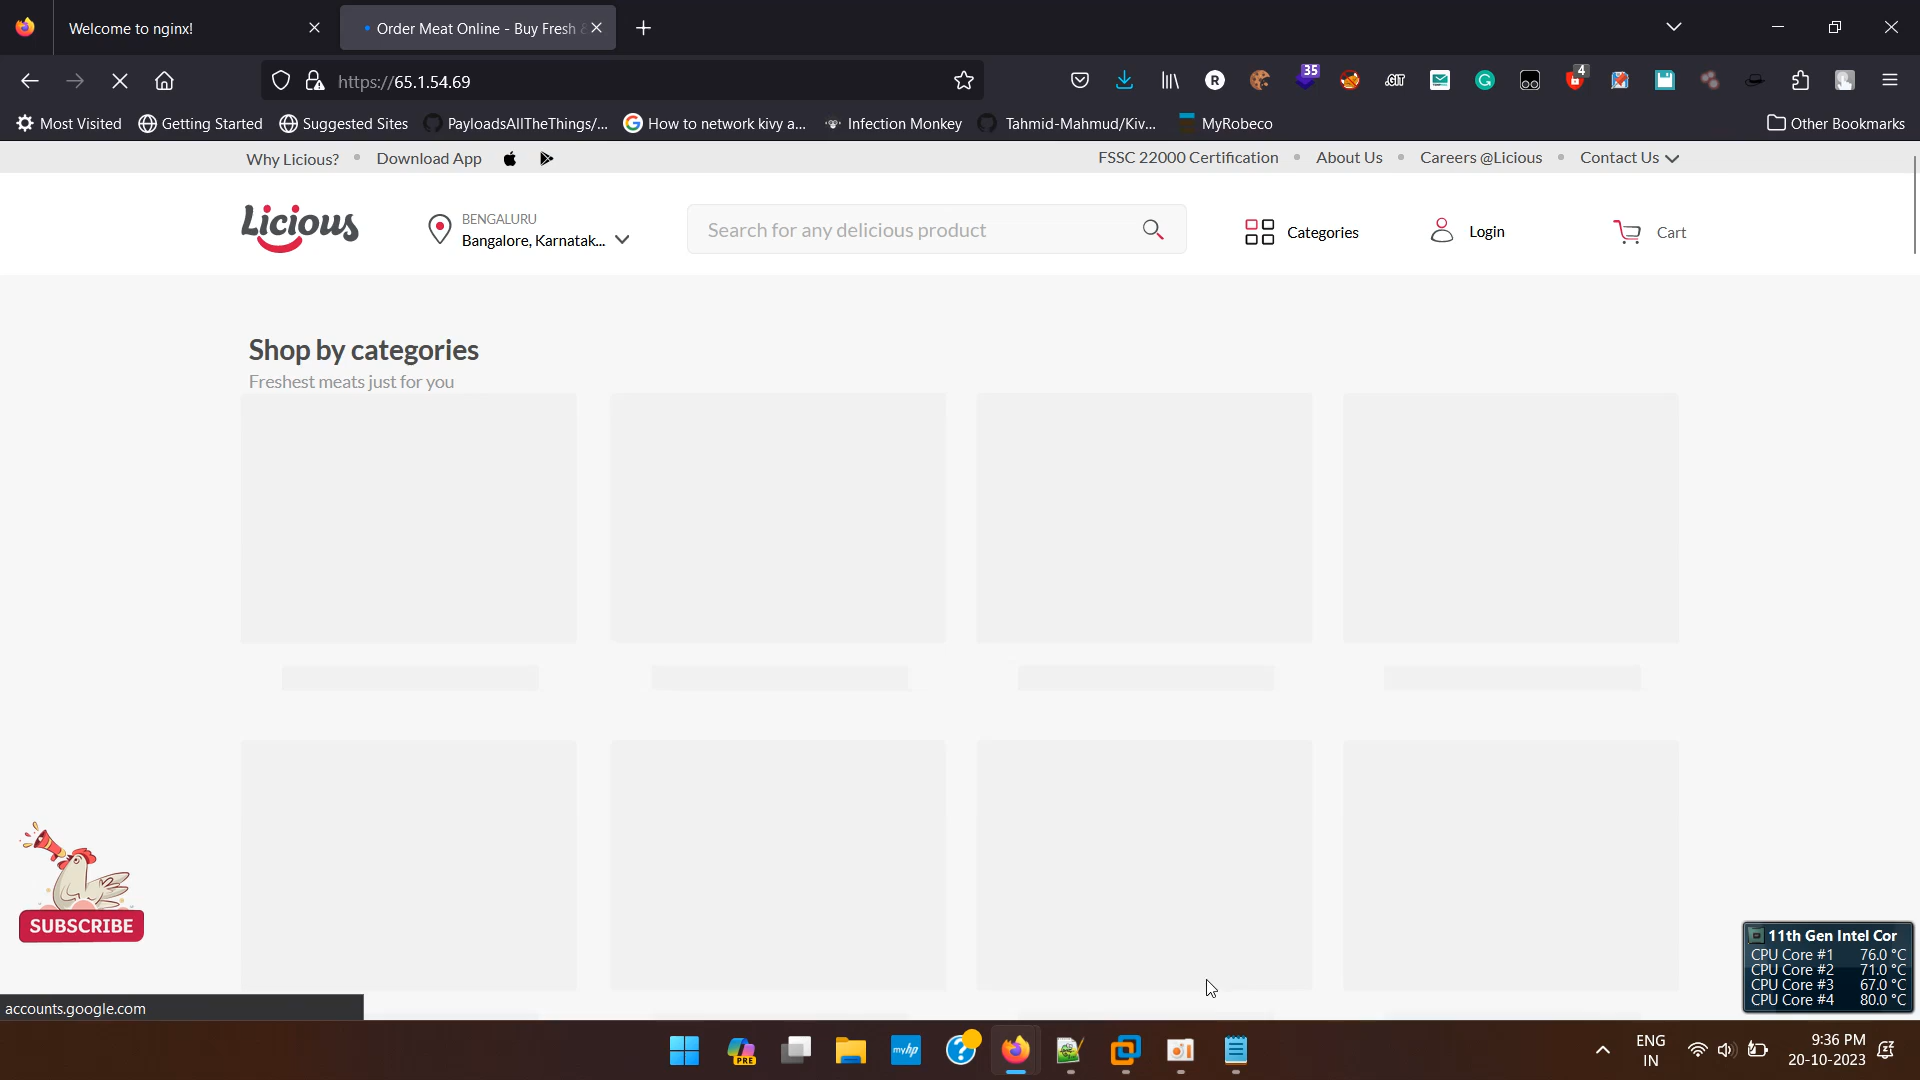 Welcome to nginx!
Order Meat Online - Buy Fresh &
https://65.1.54.69
R
35
.GIT
G
4
Most Visited
Getting Started
Suggested Sites
PayloadsAllTheThings/...
How to network kivy a...
Infection Monkey
Tahmid-Mahmud/Kiv...
MyRobeco
Other Bookmarks
Why Licious?
Download App
FSSC 22000 Certification
About Us
Careers @Licious
Contact Us
Licious
BENGALURU
Bangalore, Karnatak...
Search for any delicious product
Categories
Login
Cart
Shop by categories
Freshest meats just for you
SUBSCRIBE
11th Gen Intel Cor
CPU Core #1 76.0 °C
CPU Core #2 71.0 °C
CPU Core #3 67.0 °C
CPU Core #4 80.0 °C
accounts.google.com
PRE
myhp
?
ENG
IN
9:36 PM
20-10-2023